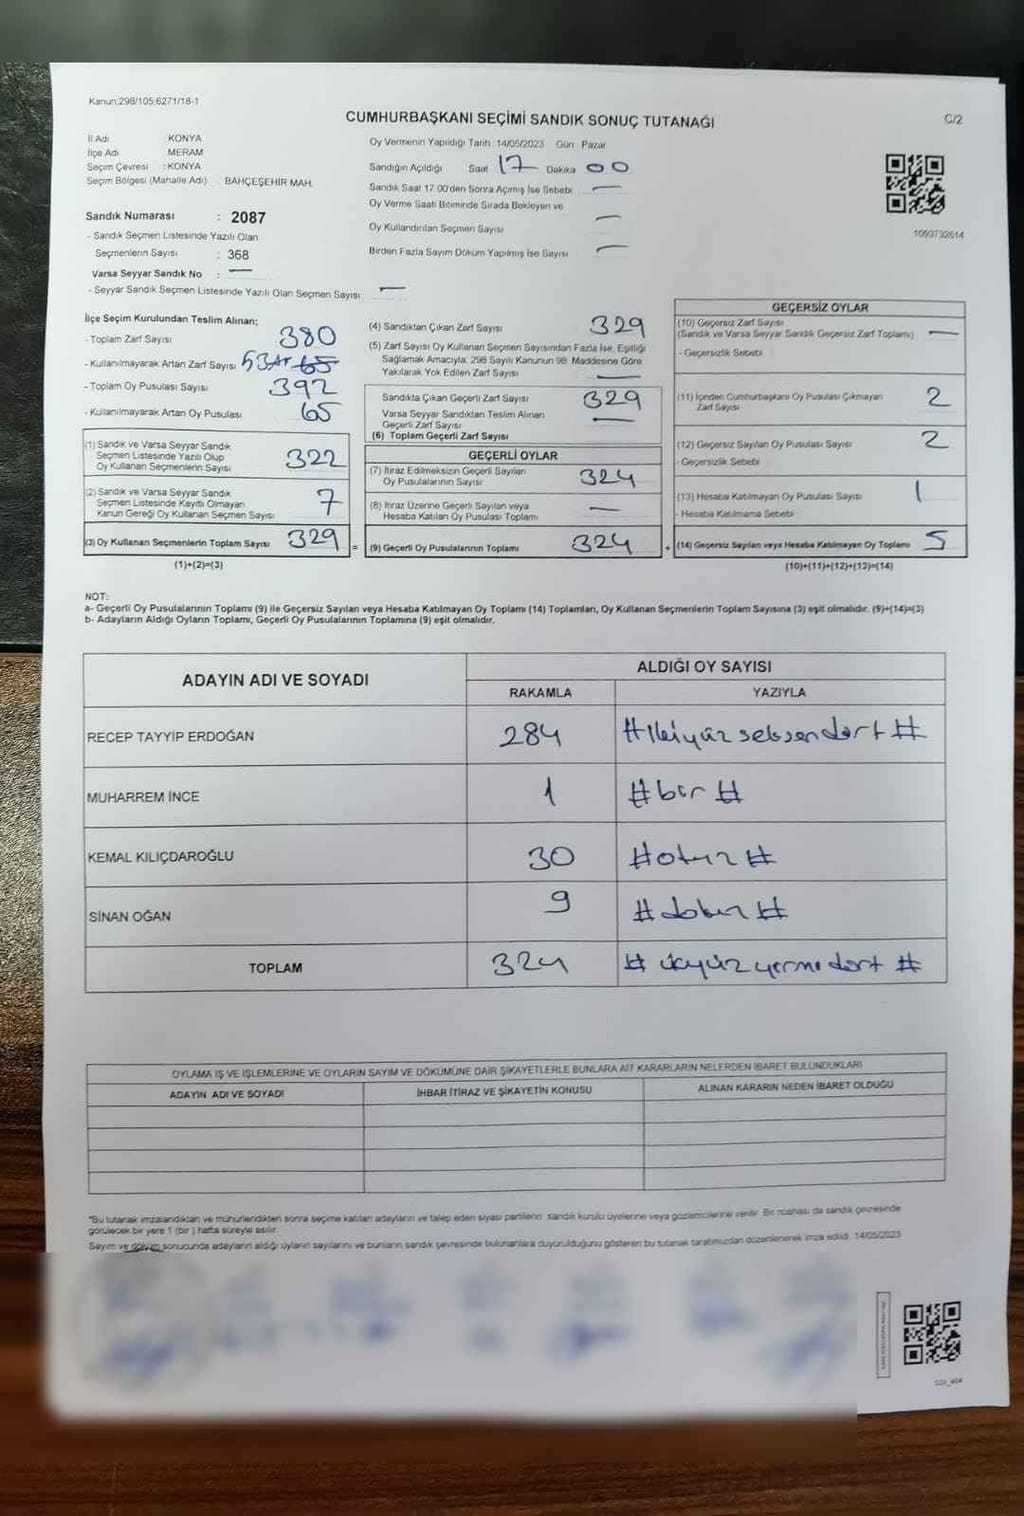 Kanun;298/105;6271/18-1
CUMHURBAŞKANI SEÇİMİ SANDIK SONUÇ TUTANAĞI
C/2
İl Adı : KONYA
İlçe Adı : MERAM
Seçim Çevresi : KONYA
Seçim Bölgesi (Mahalle Adı) : BAHÇEŞEHİR MAH.
Oy Vermenin Yapıldığı Tarih 14/05/2023 Gün : Pazar
Sandığın Açıldığı Saat 17 Dakika 00
Sandık Saat 17.00'den Sonra Açılmış İse Sebebi —
Oy Verme Saati Bitiminde Sırada Bekleyen ve
Oy Kullandırılan Seçmen Sayısı —
Birden Fazla Sayım Döküm Yapılmış İse Sayısı —
1093792614
Sandık Numarası : 2087
- Sandık Seçmen Listesinde Yazılı Olan
Seçmenlerin Sayısı : 368
Varsa Seyyar Sandık No : —
- Seyyar Sandık Seçmen Listesinde Yazılı Olan Seçmen Sayısı —
İlçe Seçim Kurulundan Teslim Alınan;
- Toplam Zarf Sayısı 380
- Kullanılmayarak Artan Zarf Sayısı 65
- Toplam Oy Pusulası Sayısı 392
- Kullanılmayarak Artan Oy Pusulası 65
(1) Sandık ve Varsa Seyyar Sandık
Seçmen Listesinde Yazılı Olup
Oy Kullanan Seçmenlerin Sayısı 322
(2) Sandık ve Varsa Seyyar Sandık
Seçmen Listesinde Kayıtlı Olmayan
Kanun Gereği Oy Kullanan Seçmen Sayısı 7
(3) Oy Kullanan Seçmenlerin Toplam Sayısı 329
=
(1)+(2)=(3)
(4) Sandıktan Çıkan Zarf Sayısı 329
(5) Zarf Sayısı Oy Kullanan Seçmen Sayısından Fazla İse, Eşitliği
Sağlamak Amacıyla, 298 Sayılı Kanunun 98. Maddesine Göre
Yakılarak Yok Edilen Zarf Sayısı —
Sandıkta Çıkan Geçerli Zarf Sayısı 329
Varsa Seyyar Sandıktan Teslim Alınan
Geçerli Zarf Sayısı —
(6) Toplam Geçerli Zarf Sayısı
GEÇERLİ OYLAR
(7) İtiraz Edilmeksizin Geçerli Sayılan
Oy Pusulalarının Sayısı 324
(8) İtiraz Üzerine Geçerli Sayılan veya
Hesaba Katılan Oy Pusulası Toplamı —
(9) Geçerli Oy Pusulalarının Toplamı 324
+
GEÇERSİZ OYLAR
(10) Geçersiz Zarf Sayısı
(Sandık ve Varsa Seyyar Sandık Geçersiz Zarf Toplamı) —
- Geçersizlik Sebebi :
(11) İçinden Cumhurbaşkanı Oy Pusulası Çıkmayan
Zarf Sayısı 2
(12) Geçersiz Sayılan Oy Pusulası Sayısı 2
- Geçersizlik Sebebi
(13) Hesaba Katılmayan Oy Pusulası Sayısı 1
- Hesaba Katılmama Sebebi
(14) Geçersiz Sayılan veya Hesaba Katılmayan Oy Toplamı 5
(10)+(11)+(12)+(13)=(14)
NOT:
a- Geçerli Oy Pusulalarının Toplamı (9) ile Geçersiz Sayılan veya Hesaba Katılmayan Oy Toplamı (14) Toplamları, Oy Kullanan Seçmenlerin Toplam Sayısına (3) eşit olmalıdır. (9)+(14)=(3)
b- Adayların Aldığı Oyların Toplamı, Geçerli Oy Pusulalarının Toplamına (9) eşit olmalıdır.
ADAYIN ADI VE SOYADI
ALDIĞI OY SAYISI
RAKAMLA YAZIYLA
RECEP TAYYİP ERDOĞAN 284 #İkiyüzseksendört#
MUHARREM İNCE 1 #bir#
KEMAL KILIÇDAROĞLU 30 #otuz#
SİNAN OĞAN 9 #dokuz#
TOPLAM 324 #üçyüzyirmidört#
OYLAMA İŞ VE İŞLEMLERİNE VE OYLARIN SAYIM VE DÖKÜMÜNE DAİR ŞİKAYETLERLE BUNLARA AİT KARARLARIN NELERDEN İBARET BULUNDUKLARI
ADAYIN ADI VE SOYADI İHBAR İTİRAZ VE ŞİKAYETİN KONUSU ALINAN KARARIN NEDEN İBARET OLDUĞU
"Bu tutanak imzalandıktan ve mühürlendikten sonra seçime katılan adayların ve talep eden siyasi partilerin sandık kurulu üyelerine veya gözlemcilerine verilir. Bir nüshası da sandık çevresinde
görülecek bir yere 1 (bir ) hafta süreyle asılır.
Sayım ve döküm sonucunda adayların aldığı oyların sayılarını ve bunların sandık çevresinde bulunanlara duyurulduğunu gösteren bu tutanak tarafımızdan düzenlenerek imza edildi. 14/05/2023